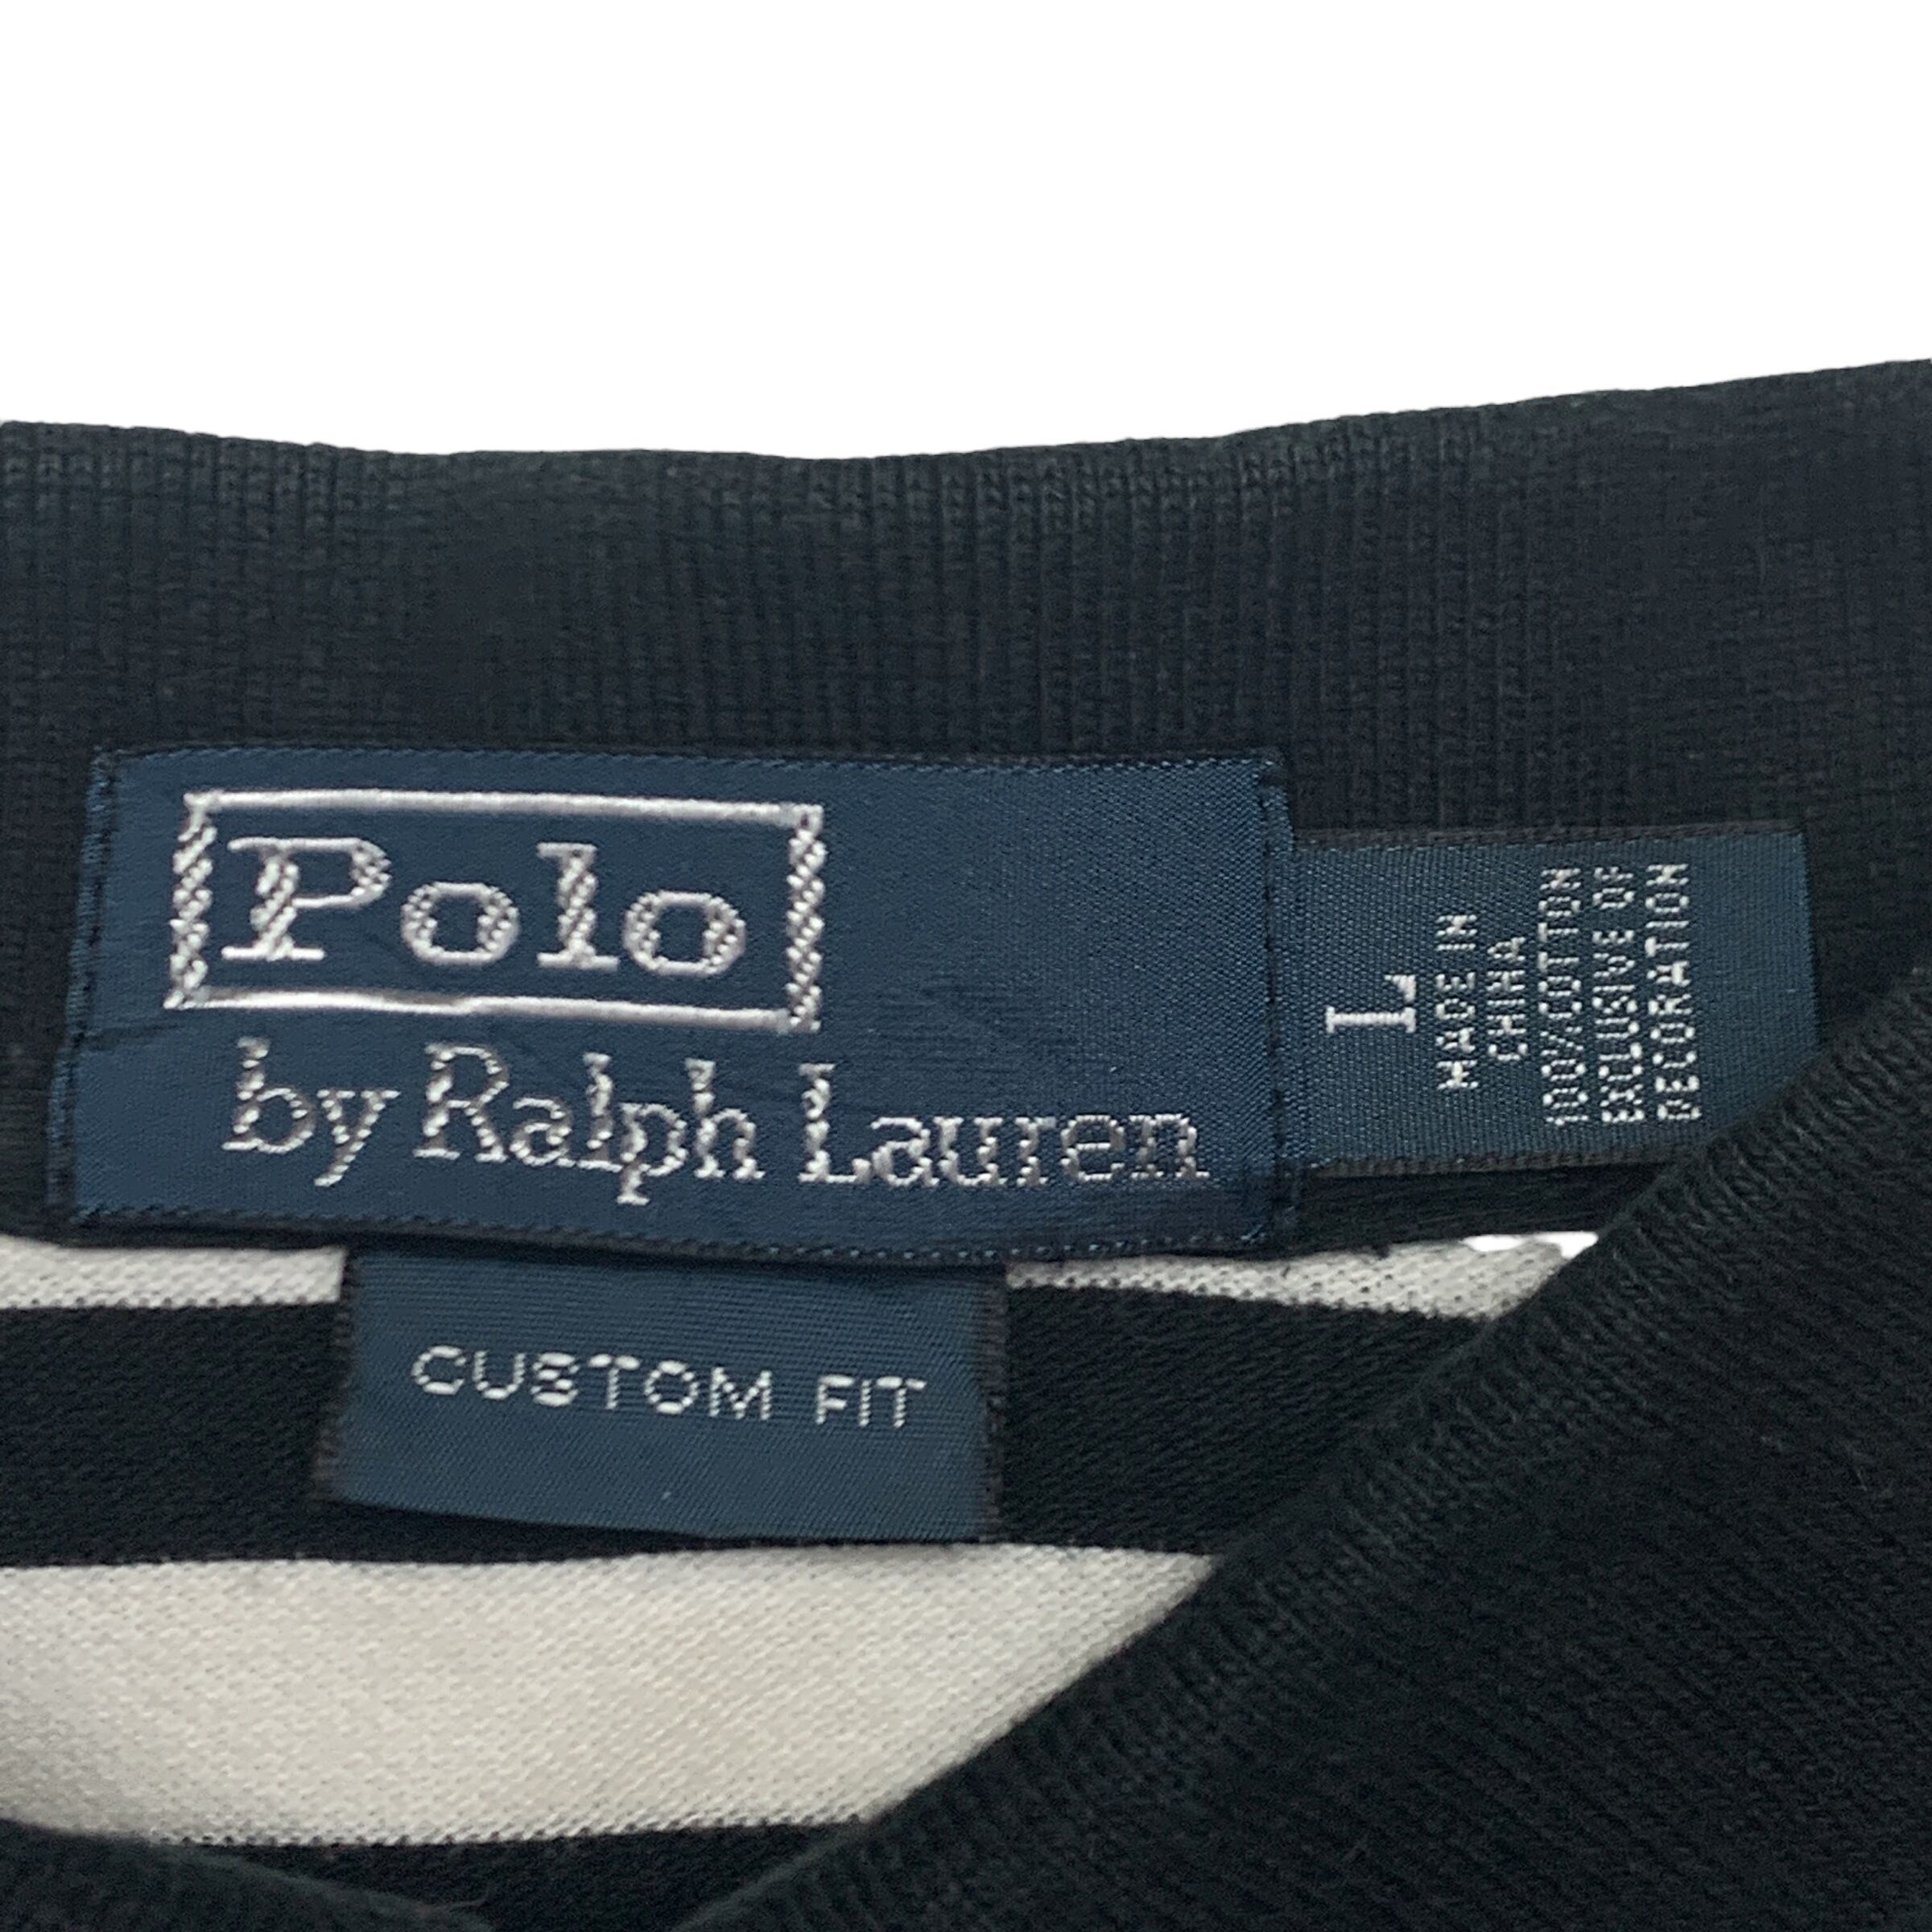 Polo
by Ralph Lauren
L
MADE IN
CHINA
100% COTTON
EXCLUSIVE OF
DECORATION
CUSTOM FIT